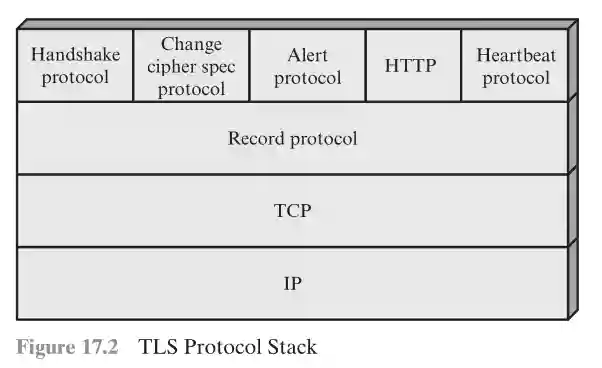 Handshake
protocol
Change
cipher spec
protocol
Alert
protocol
HTTP
Heartbeat
protocol
Record protocol
TCP
IP
Figure 17.2 TLS Protocol Stack